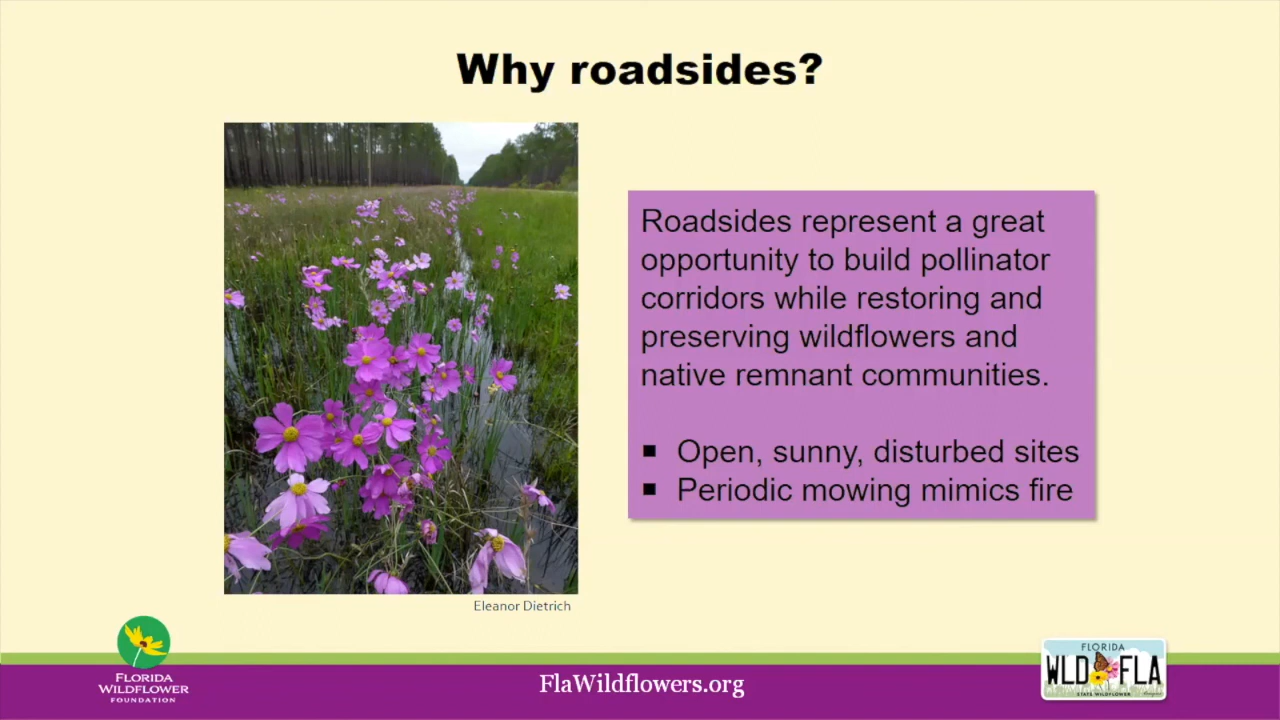 Why roadsides?
Roadsides represent a great
opportunity to build pollinator
corridors while restoring and
preserving wildflowers and
native remnant communities.
▪ Open, sunny, disturbed sites
▪ Periodic mowing mimics fire
Eleanor Dietrich
FLORIDA
WILDFLOWER
FOUNDATION
FlaWildflowers.org
FLORIDA
WLD FLA
STATE WILDFLOWER